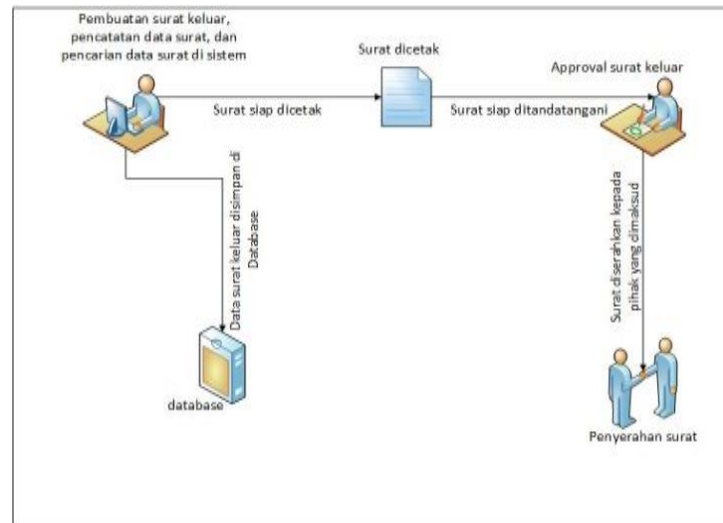 Pembuatan surat keluar,
pencatatan data surat, dan
pencarian data surat di sistem
Surat dicetak
Approval surat keluar
Surat siap dicetak
Surat siap ditandatangani
Data surat keluar disimpan di
Database
Surat diserahkan kepada
pihak yang dimaksud
database
Penyerahan surat